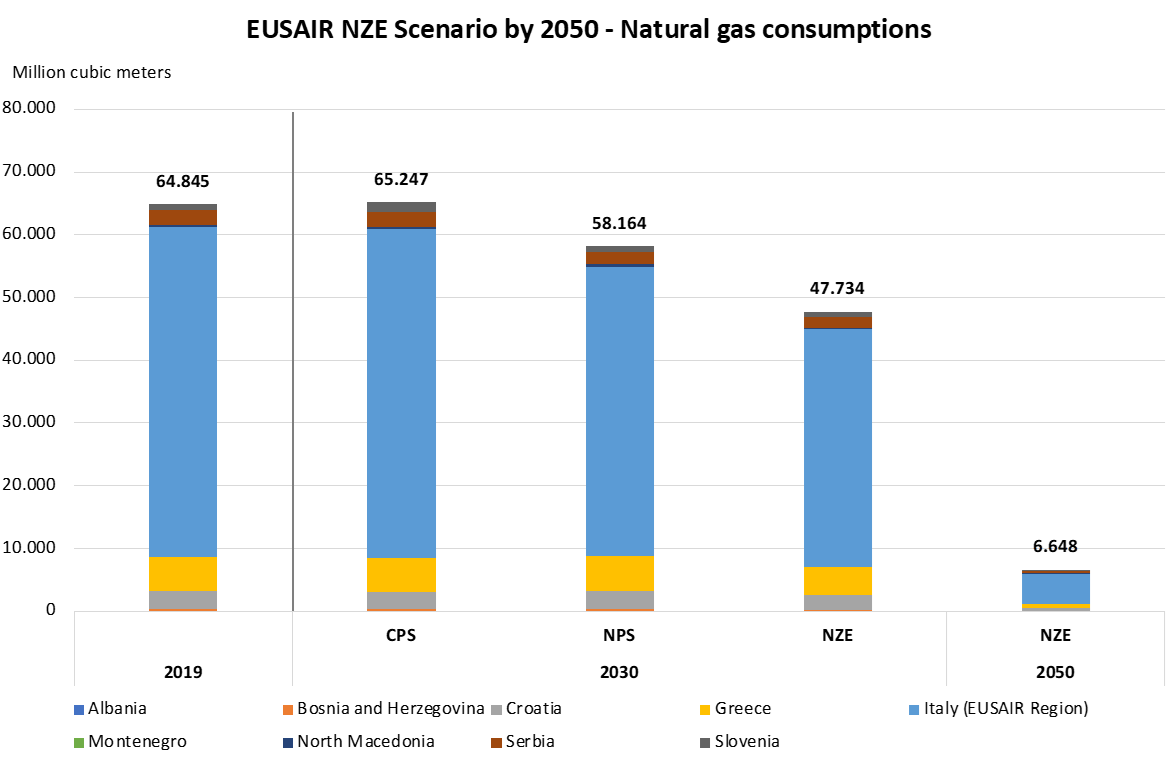 EUSAIR NZE Scenario by 2050 - Natural gas consumptions
Million cubic meters
80.000
70.000
60.000
50.000
40.000
30.000
20.000
10.000
0
64.845
65.247
58.164
47.734
6.648
CPS NPS NZE NZE
2019 2030 2050
Albania Bosnia and Herzegovina Croatia Greece Italy (EUSAIR Region)
Montenegro North Macedonia Serbia Slovenia